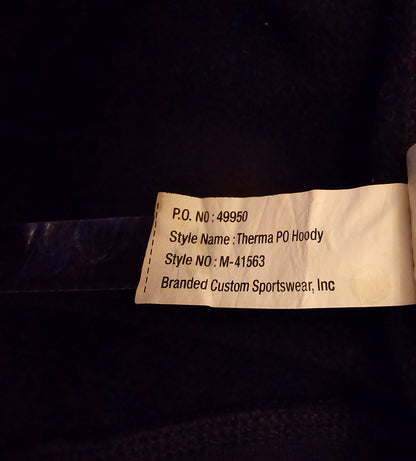 P.O. NO : 49950
Style Name : Therma PO Hoody
Style NO : M-41563
Branded Custom Sportswear, Inc